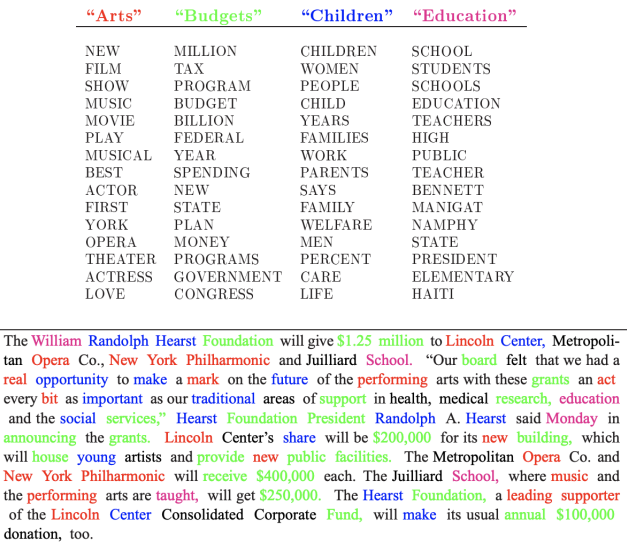 “Arts” “Budgets” “Children” “Education”
NEW MILLION CHILDREN SCHOOL
FILM TAX WOMEN STUDENTS
SHOW PROGRAM PEOPLE SCHOOLS
MUSIC BUDGET CHILD EDUCATION
MOVIE BILLION YEARS TEACHERS
PLAY FEDERAL FAMILIES HIGH
MUSICAL YEAR WORK PUBLIC
BEST SPENDING PARENTS TEACHER
ACTOR NEW SAYS BENNETT
FIRST STATE FAMILY MANIGAT
YORK PLAN WELFARE NAMPHY
OPERA MONEY MEN STATE
THEATER PROGRAMS PERCENT PRESIDENT
ACTRESS GOVERNMENT CARE ELEMENTARY
LOVE CONGRESS LIFE HAITI
The William Randolph Hearst Foundation will give $1.25 million to Lincoln Center, Metropoli-
tan Opera Co., New York Philharmonic and Juilliard School. “Our board felt that we had a
real opportunity to make a mark on the future of the performing arts with these grants an act
every bit as important as our traditional areas of support in health, medical research, education
and the social services,” Hearst Foundation President Randolph A. Hearst said Monday in
announcing the grants. Lincoln Center’s share will be $200,000 for its new building, which
will house young artists and provide new public facilities. The Metropolitan Opera Co. and
New York Philharmonic will receive $400,000 each. The Juilliard School, where music and
the performing arts are taught, will get $250,000. The Hearst Foundation, a leading supporter
of the Lincoln Center Consolidated Corporate Fund, will make its usual annual $100,000
donation, too.